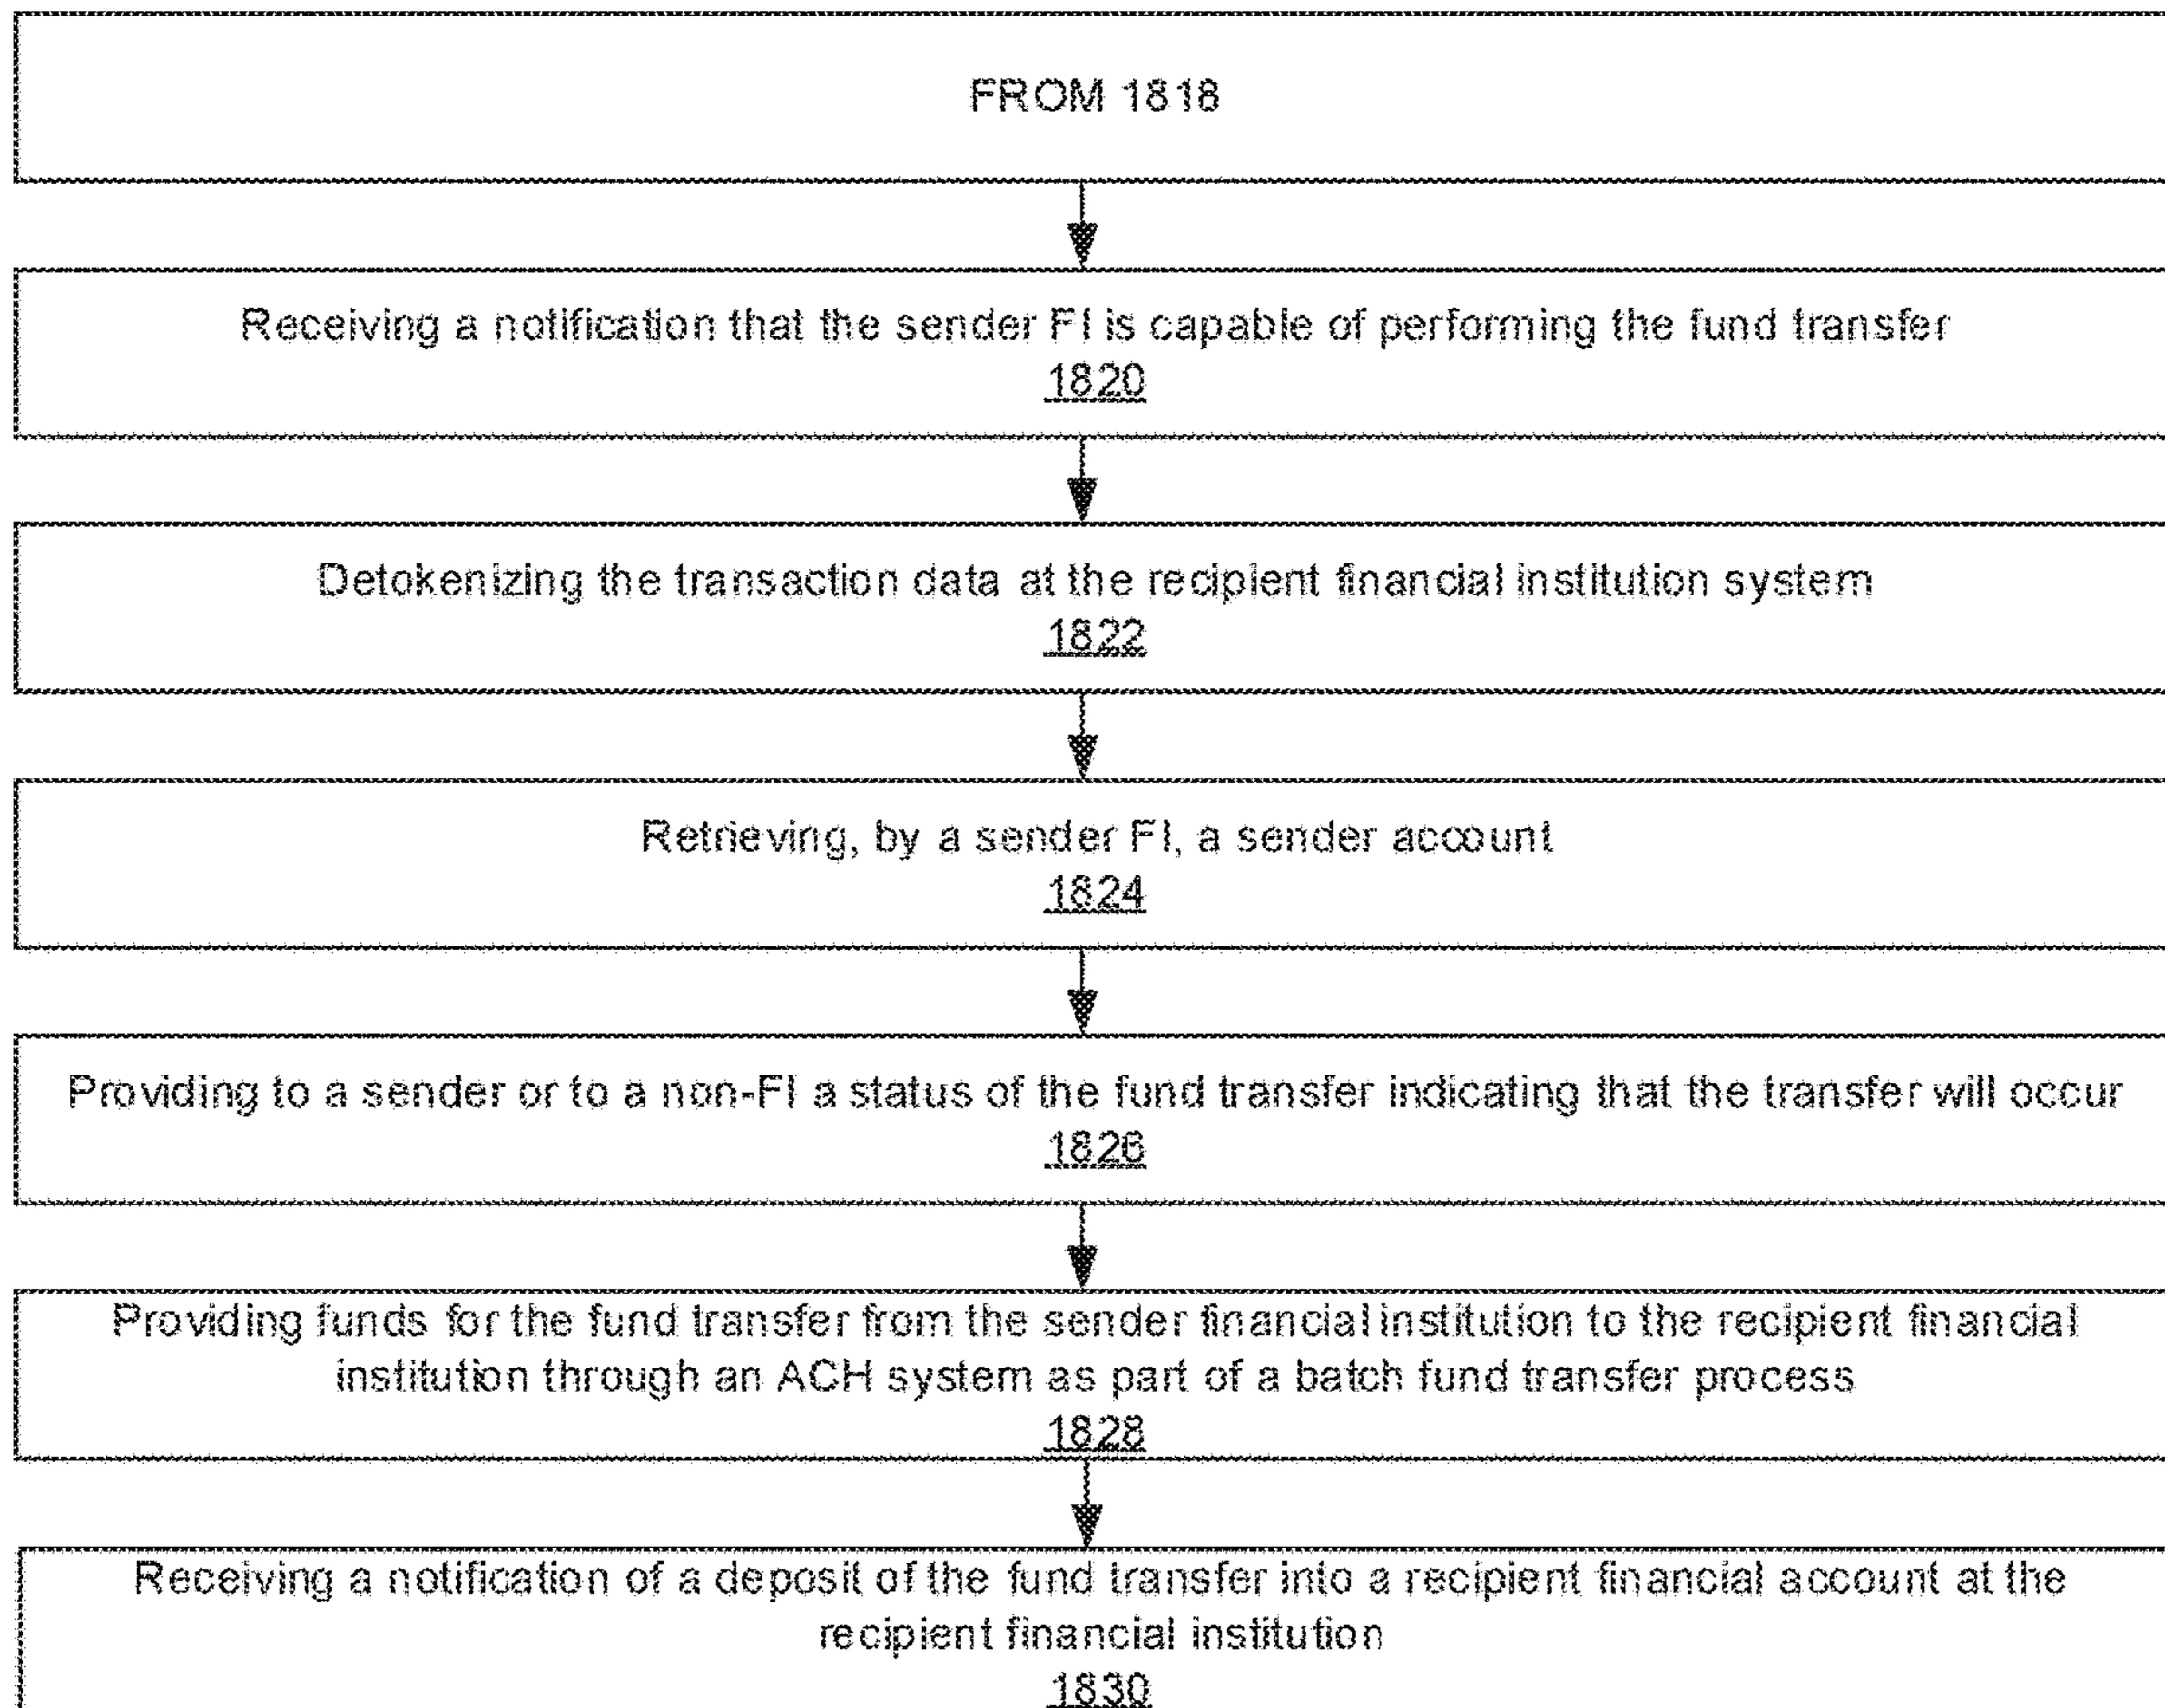 FROM 1818
Receiving a notification that the sender FI is capable of performing the fund transfer
1820
Detokenizing the transaction data at the recipient financial institution system
1822
Retrieving, by a sender FI, a sender account
1824
Providing to a sender or to a non-FI a status of the fund transfer indicating that the transfer will occur
1826
Providing funds for the fund transfer from the sender financial institution to the recipient financial
institution through an ACH system as part of a batch fund transfer process
1828
Receiving a notification of a deposit of the fund transfer into a recipient financial account at the
recipient financial institution
1830